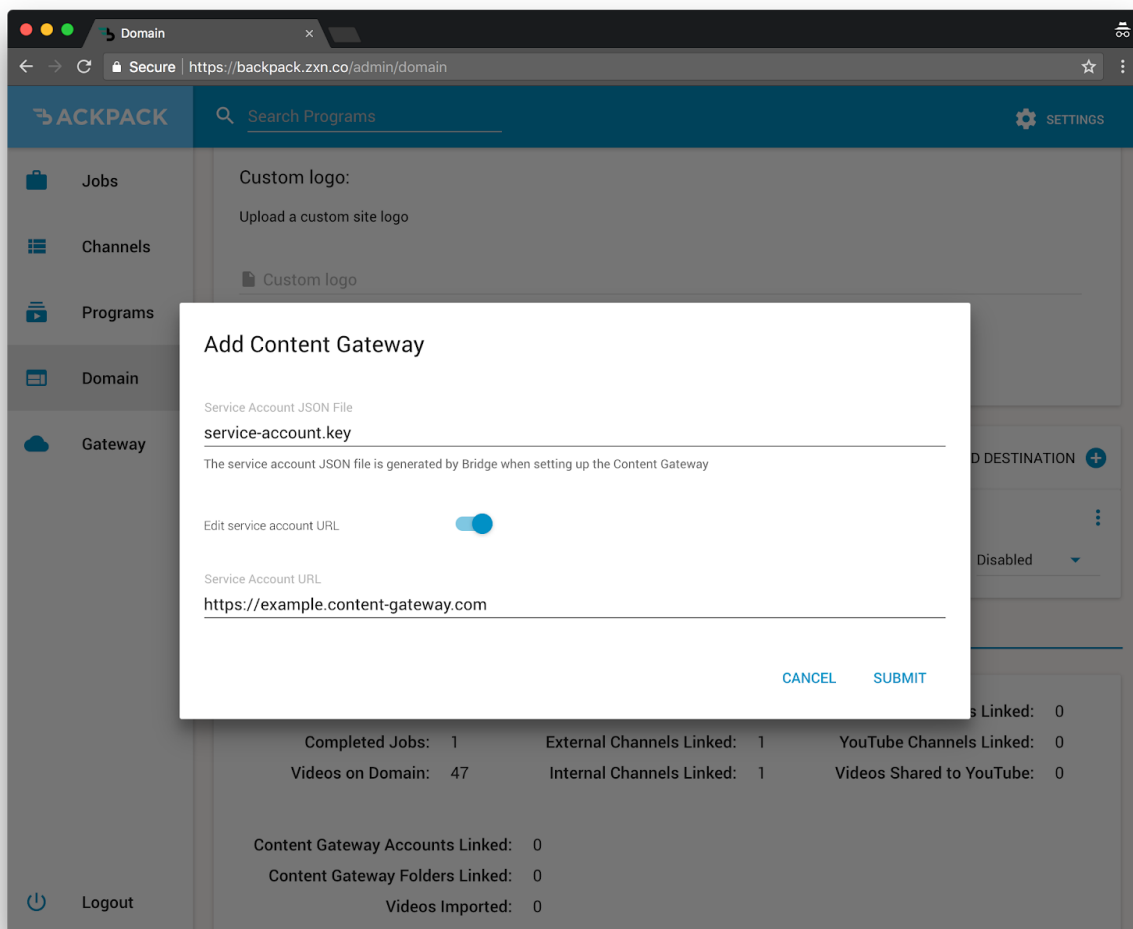 Domain
Secure https://backpack.zxn.co/admin/domain
BACKPACK
Search Programs
SETTINGS
Jobs
Channels
Programs
Domain
Gateway
Logout
Custom logo:
Upload a custom site logo
Custom logo
D DESTINATION
Disabled
Add Content Gateway
Service Account JSON File
service-account.key
The service account JSON file is generated by Bridge when setting up the Content Gateway
Edit service account URL
Service Account URL
https://example.content-gateway.com
CANCEL SUBMIT
s Linked: 0
Completed Jobs: 1 External Channels Linked: 1 YouTube Channels Linked: 0
Videos on Domain: 47 Internal Channels Linked: 1 Videos Shared to YouTube: 0
Content Gateway Accounts Linked: 0
Content Gateway Folders Linked: 0
Videos Imported: 0